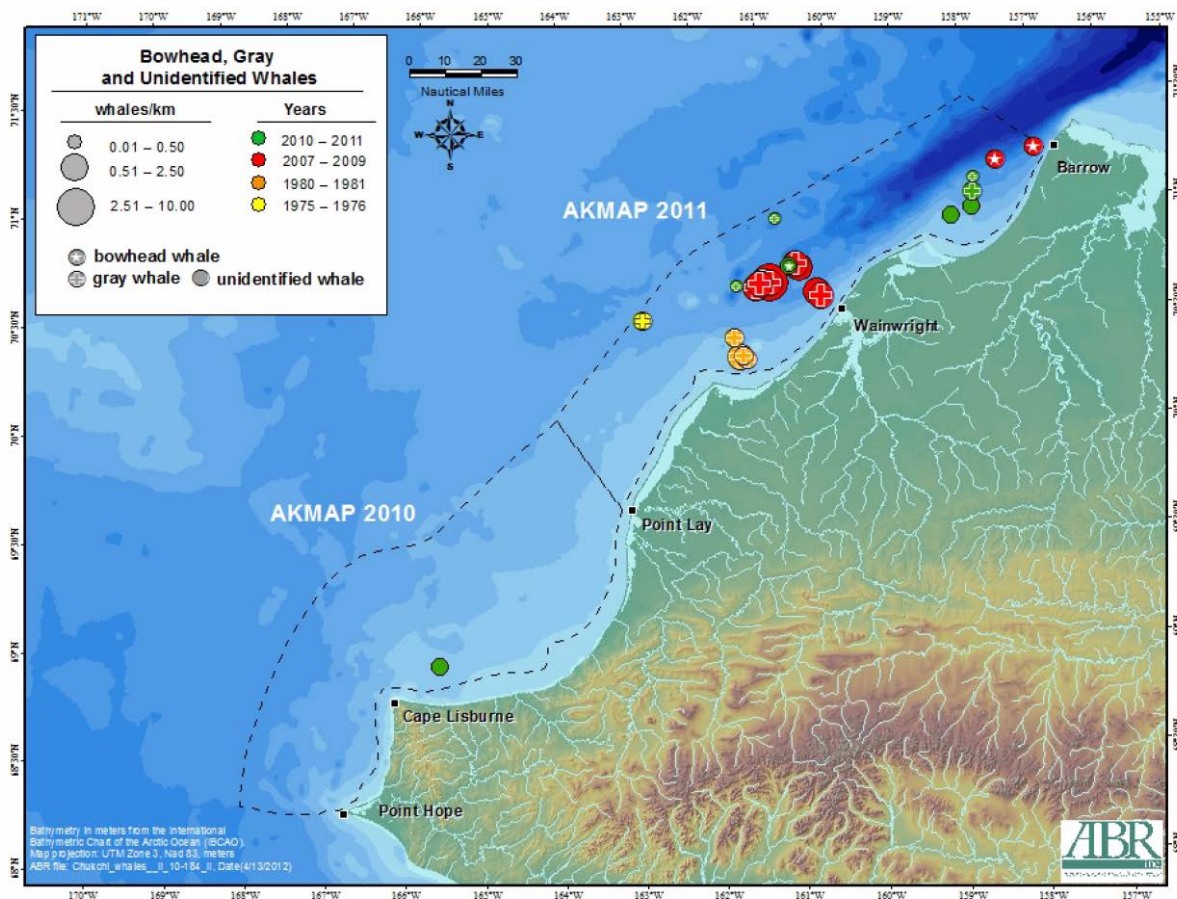 171°W 170°W 169°W 168°W 167°W 166°W 165°W 164°W 163°W 162°W 161°W 160°W 159°W 158°W 157°W 156°W 155°W
Bowhead, Gray
and Unidentified Whales
whales/km Years
0.01 – 0.50
0.51 – 2.50
2.51 – 10.00
2010 – 2011
2007 – 2009
1980 – 1981
1975 – 1976
bowhead whale
gray whale unidentified whale
0 10 20 30
Nautical Miles
N
W E
S
71°30'N
71°N
70°30'N
70°N
69°30'N
69°N
68°30'N
68°N
AKMAP 2011
AKMAP 2010
Barrow
Wainwright
Point Lay
Cape Lisburne
Point Hope
71°N
70°N
Bathymetry in meters from the International
Bathymetric Chart of the Arctic Ocean (IBCAO).
Map projection: UTM Zone 3, Nad 83, meters
ABR file: Chukchi_whales__II_10-184_II, Date(4/13/2012)
ABR
inc
170°W 169°W 168°W 167°W 166°W 165°W 164°W 163°W 162°W 161°W 160°W 159°W 158°W 157°W